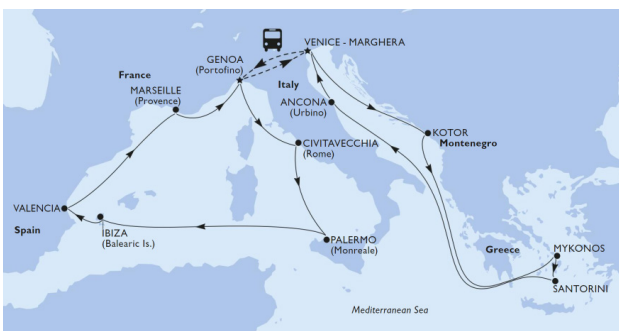 VENICE - MARGHERA
GENOA
(Portofino)
France
MARSEILLE
(Provence)
Italy
ANCONA
(Urbino)
KOTOR
Montenegro
CIVITAVECCHIA
(Rome)
VALENCIA
Spain
IBIZA
(Balearic Is.)
PALERMO
(Monreale)
Greece
MYKONOS
SANTORINI
Mediterranean Sea